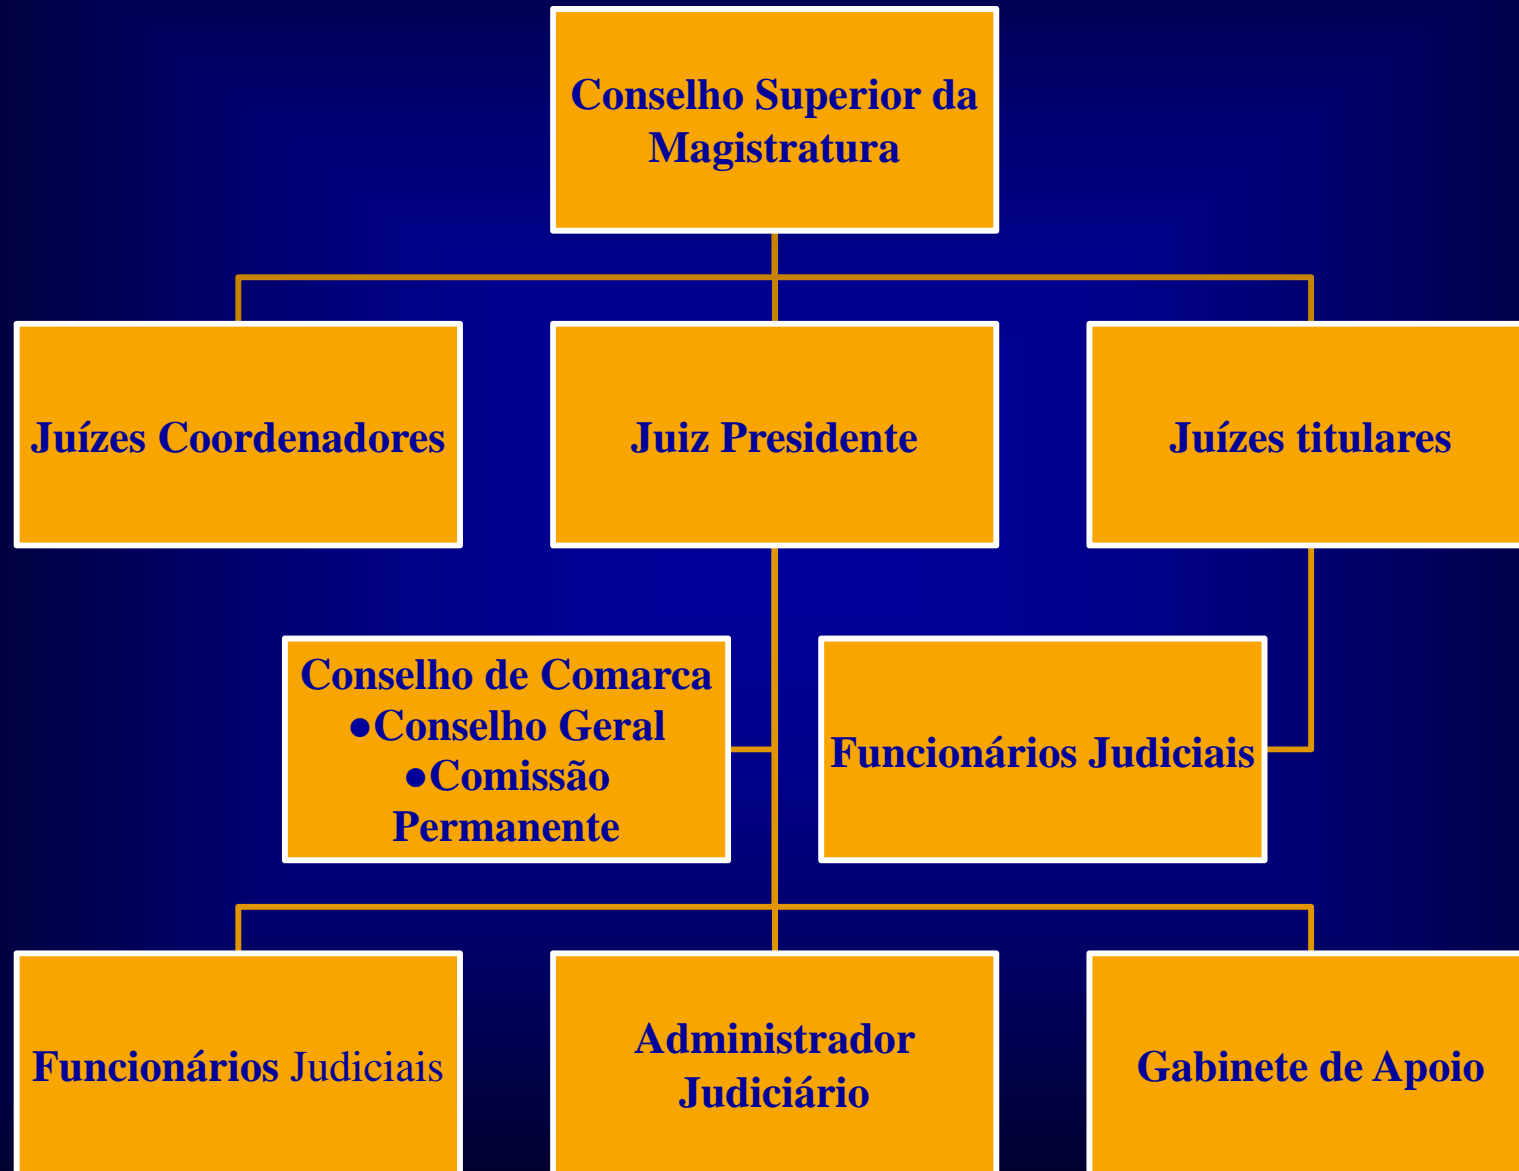 Conselho Superior da
Magistratura
Juízes Coordenadores
Juiz Presidente
Juízes titulares
Conselho de Comarca
●Conselho Geral
●Comissão
Permanente
Funcionários Judiciais
Funcionários Judiciais
Administrador
Judiciário
Gabinete de Apoio